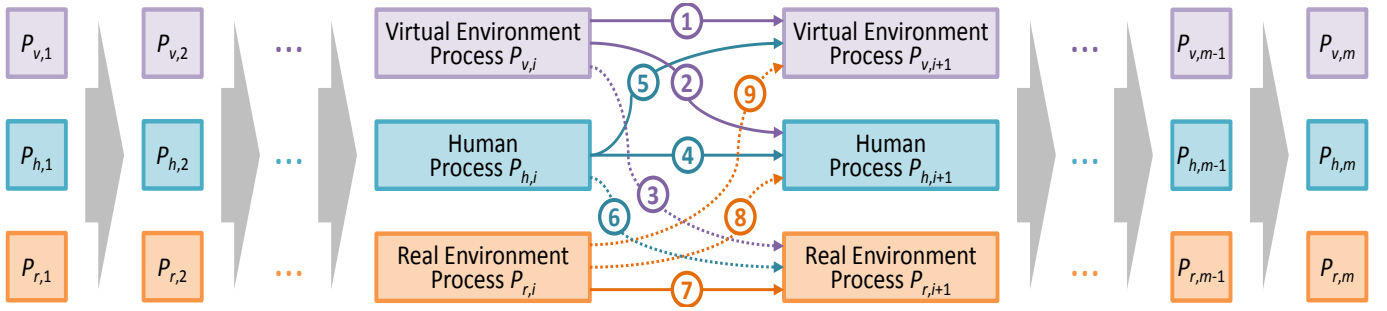 P_v,1
P_v,2
...
Virtual Environment
Process P_v,i
1
2
3
Virtual Environment
Process P_v,i+1
...
P_v,m-1
P_v,m
P_h,1
P_h,2
...
Human
Process P_h,i
5
4
6
Human
Process P_h,i+1
...
P_h,m-1
P_h,m
P_r,1
P_r,2
...
Real Environment
Process P_r,i
9
8
7
Real Environment
Process P_r,i+1
...
P_r,m-1
P_r,m